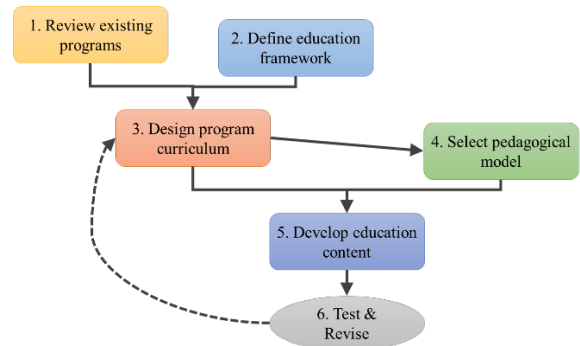 1. Review existing
programs
2. Define education
framework
3. Design program
curriculum
4. Select pedagogical
model
5. Develop education
content
6. Test &
Revise